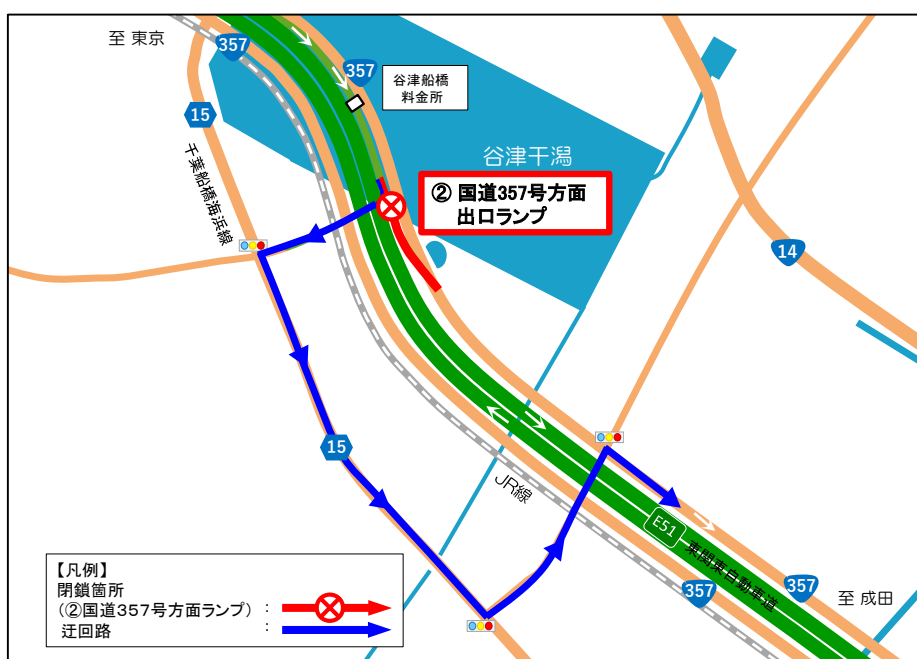 至 東京
357
357
谷津船橋
料金所
15
千葉船橋海浜線
谷津干潟
② 国道357号方面
出口ランプ
14
15
JR線
E51
東関東自動車道
357
357
至 成田
【凡例】
閉鎖箇所
(②国道357号方面ランプ) :
迂回路 :